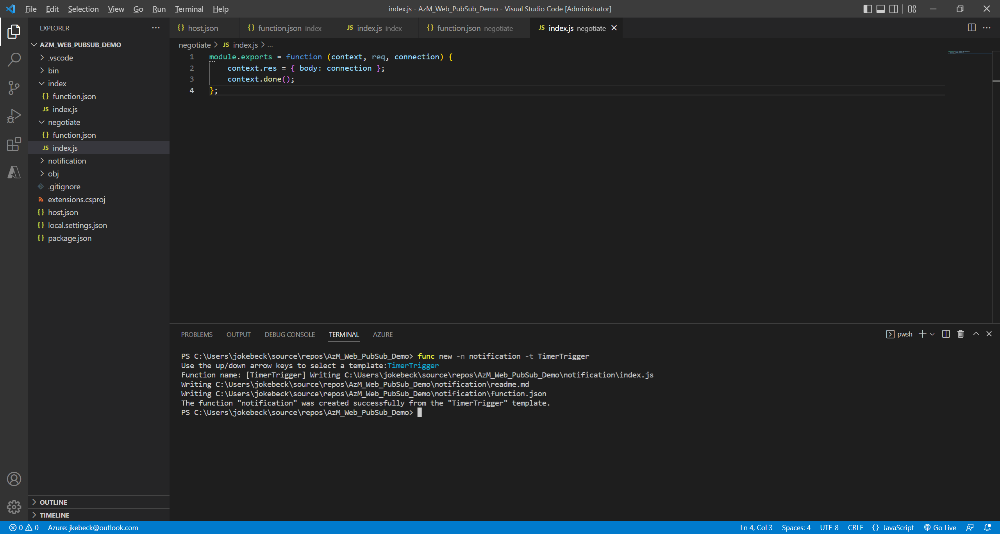 File Edit Selection View Go Run Terminal Help
index.js - AzM_Web_PubSub_Demo - Visual Studio Code [Administrator]
EXPLORER
AZM_WEB_PUBSUB_DEMO
.vscode
bin
index
{} function.json
JS index.js
negotiate
{} function.json
JS index.js
notification
obj
.gitignore
extensions.csproj
{} host.json
{} local.settings.json
{} package.json
OUTLINE
TIMELINE
{} host.json
{} function.json index
JS index.js index
{} function.json negotiate
JS index.js negotiate
negotiate > JS index.js > ...
1 module.exports = function (context, req, connection) {
2 context.res = { body: connection };
3 context.done();
4 };
PROBLEMS OUTPUT DEBUG CONSOLE TERMINAL AZURE
pwsh
PS C:\Users\jokebeck\source\repos\AzM_Web_PubSub_Demo> func new -n notification -t TimerTrigger
Use the up/down arrow keys to select a template:TimerTrigger
Function name: [TimerTrigger] Writing C:\Users\jokebeck\source\repos\AzM_Web_PubSub_Demo\notification\index.js
Writing C:\Users\jokebeck\source\repos\AzM_Web_PubSub_Demo\notification\readme.md
Writing C:\Users\jokebeck\source\repos\AzM_Web_PubSub_Demo\notification\function.json
The function "notification" was created successfully from the "TimerTrigger" template.
PS C:\Users\jokebeck\source\repos\AzM_Web_PubSub_Demo>
0 0 Azure: jkebeck@outlook.com
Ln 4, Col 3 Spaces: 4 UTF-8 CRLF {} JavaScript Go Live